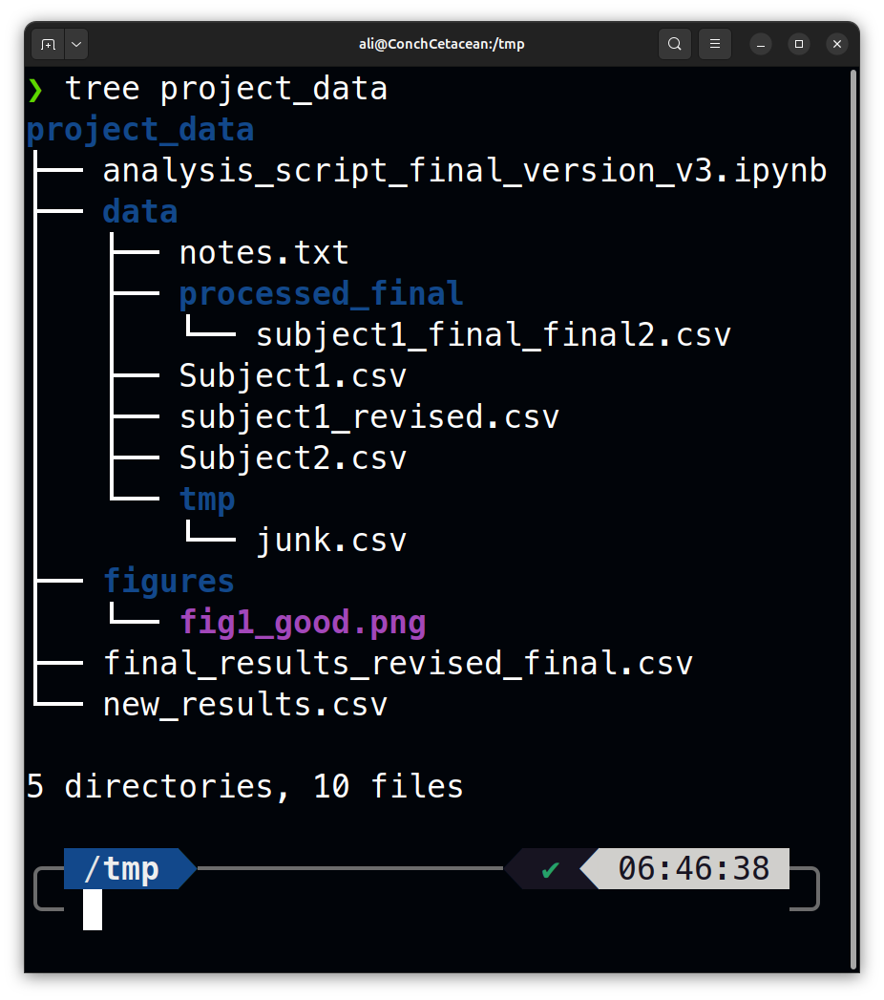 ali@ConchCetacean:/tmp
❯ tree project_data
project_data
├── analysis_script_final_version_v3.ipynb
├── data
│   ├── notes.txt
│   ├── processed_final
│   │   └── subject1_final_final2.csv
│   ├── Subject1.csv
│   ├── subject1_revised.csv
│   ├── Subject2.csv
│   └── tmp
│       └── junk.csv
├── figures
│   └── fig1_good.png
├── final_results_revised_final.csv
└── new_results.csv
5 directories, 10 files
/tmp ✔ 06:46:38